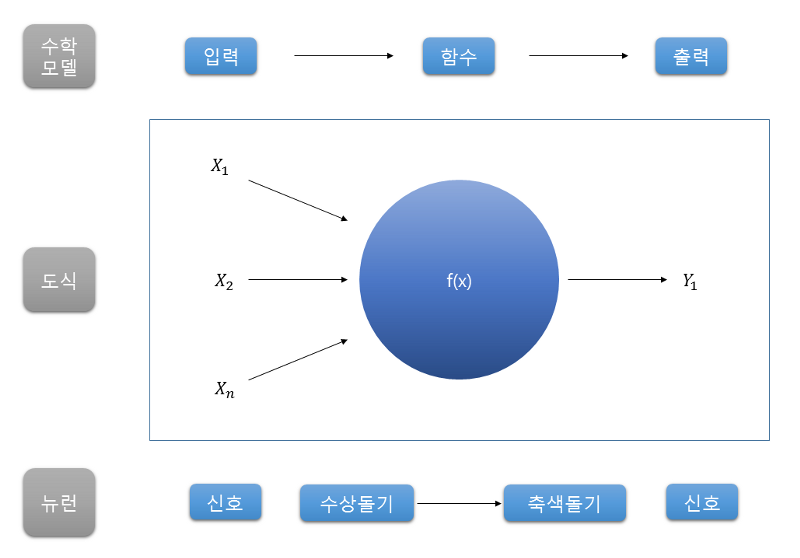 수학
모델
입력
함수
출력
X₁
도식
X₂
f(x)
Y₁
Xₙ
뉴런
신호
수상돌기
축색돌기
신호